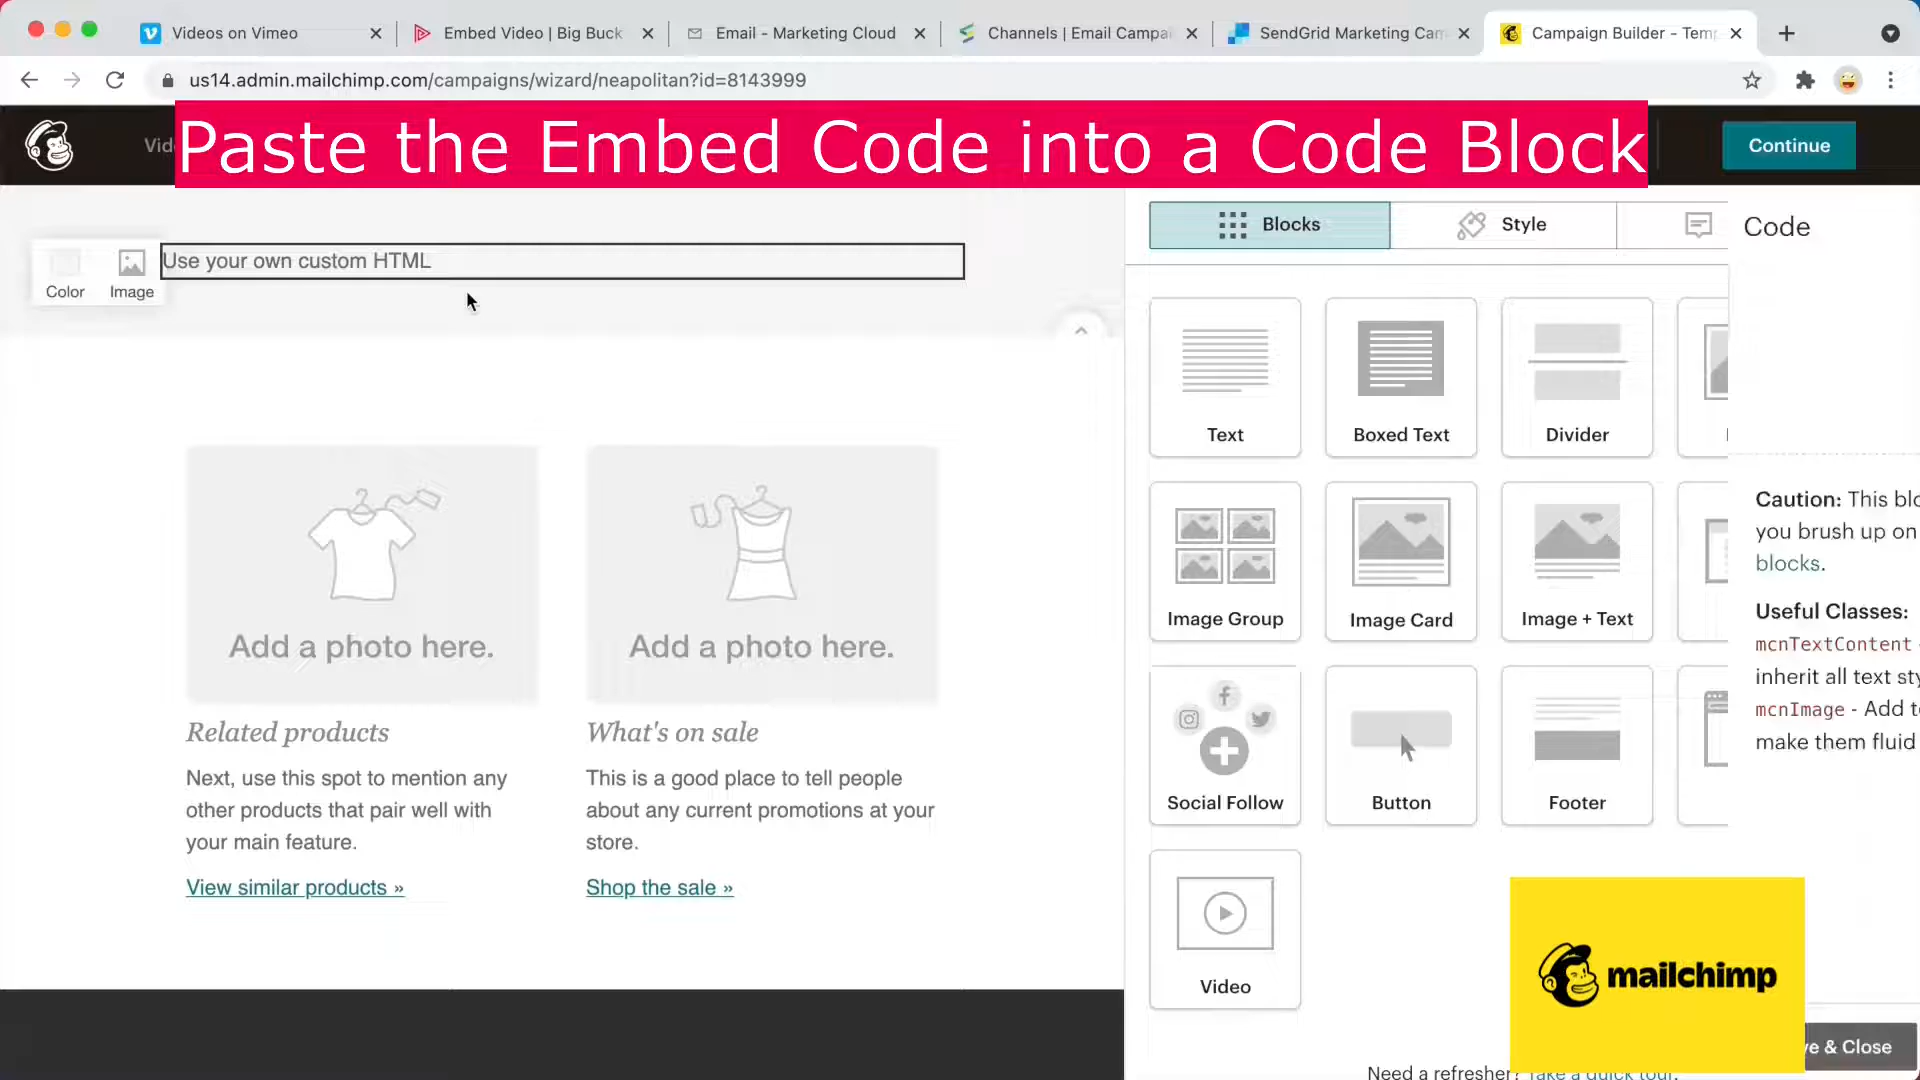 Videos on Vimeo
Embed Video | Big Buck
Email - Marketing Cloud
Channels | Email Campai
SendGrid Marketing Cam
Campaign Builder - Temp
us14.admin.mailchimp.com/campaigns/wizard/neapolitan?id=8143999
Paste the Embed Code into a Code Block
Continue
Blocks
Style
Code
Use your own custom HTML
Color
Image
Text
Boxed Text
Divider
Caution: This blo
you brush up on
blocks.
Image Group
Image Card
Image + Text
Useful Classes:
mcnTextContent -
inherit all text sty
mcnImage - Add to
make them fluid
Add a photo here.
Add a photo here.
Related products
What's on sale
Next, use this spot to mention any
other products that pair well with
your main feature.
This is a good place to tell people
about any current promotions at your
store.
View similar products »
Shop the sale »
Social Follow
Button
Footer
Video
mailchimp
ve & Close
Need a refresher? Take a quick tour.